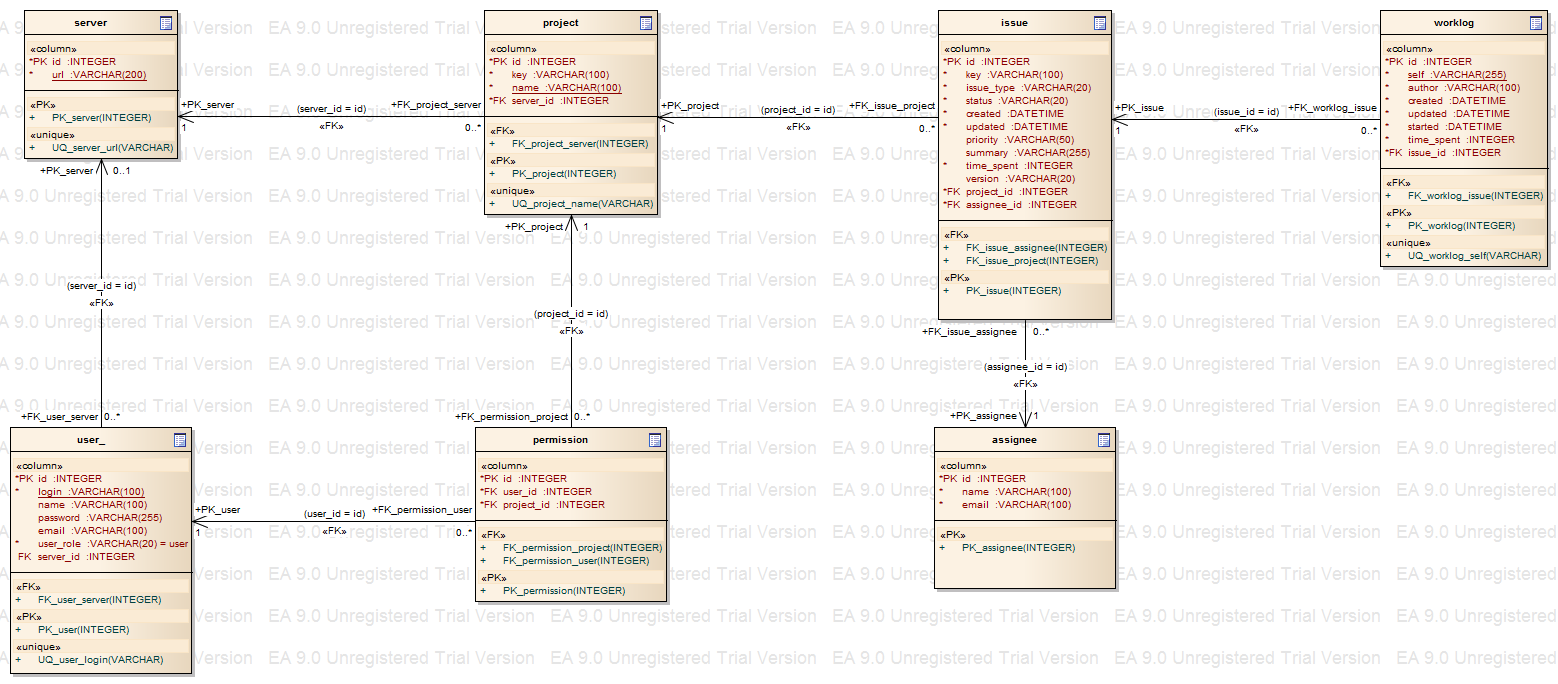 server
«column»
*PK id :INTEGER
* url :VARCHAR(200)
«PK»
+ PK_server(INTEGER)
«unique»
+ UQ_server_url(VARCHAR)
+PK_server
1
(server_id = id)
«FK»
+FK_project_server
0..*
project
«column»
*PK id :INTEGER
* key :VARCHAR(100)
* name :VARCHAR(100)
*FK server_id :INTEGER
«FK»
+ FK_project_server(INTEGER)
«PK»
+ PK_project(INTEGER)
«unique»
+ UQ_project_name(VARCHAR)
+PK_project
1
(project_id = id)
«FK»
+FK_issue_project
0..*
issue
«column»
*PK id :INTEGER
* key :VARCHAR(100)
* issue_type :VARCHAR(20)
* status :VARCHAR(20)
* created :DATETIME
* updated :DATETIME
priority :VARCHAR(50)
summary :VARCHAR(255)
* time_spent :INTEGER
version :VARCHAR(20)
*FK project_id :INTEGER
*FK assignee_id :INTEGER
«FK»
+ FK_issue_assignee(INTEGER)
+ FK_issue_project(INTEGER)
«PK»
+ PK_issue(INTEGER)
+PK_issue
1
(issue_id = id)
«FK»
+FK_worklog_issue
0..*
worklog
«column»
*PK id :INTEGER
* self :VARCHAR(255)
* author :VARCHAR(100)
* created :DATETIME
* updated :DATETIME
* started :DATETIME
* time_spent :INTEGER
*FK issue_id :INTEGER
«FK»
+ FK_worklog_issue(INTEGER)
«PK»
+ PK_worklog(INTEGER)
«unique»
+ UQ_worklog_self(VARCHAR)
+PK_server 0..1
(server_id = id)
«FK»
+FK_user_server 0..*
+PK_project 1
(project_id = id)
«FK»
+FK_permission_project 0..*
+FK_issue_assignee 0..*
(assignee_id = id)
«FK»
+PK_assignee 1
user_
«column»
*PK id :INTEGER
* login :VARCHAR(100)
name :VARCHAR(100)
password :VARCHAR(255)
email :VARCHAR(100)
* user_role :VARCHAR(20) = user
FK server_id :INTEGER
«FK»
+ FK_user_server(INTEGER)
«PK»
+ PK_user(INTEGER)
«unique»
+ UQ_user_login(VARCHAR)
+PK_user
1
(user_id = id)
«FK»
+FK_permission_user
0..*
permission
«column»
*PK id :INTEGER
*FK user_id :INTEGER
*FK project_id :INTEGER
«FK»
+ FK_permission_project(INTEGER)
+ FK_permission_user(INTEGER)
«PK»
+ PK_permission(INTEGER)
assignee
«column»
*PK id :INTEGER
* name :VARCHAR(100)
* email :VARCHAR(100)
«PK»
+ PK_assignee(INTEGER)
EA 9.0 Unregistered Trial Version